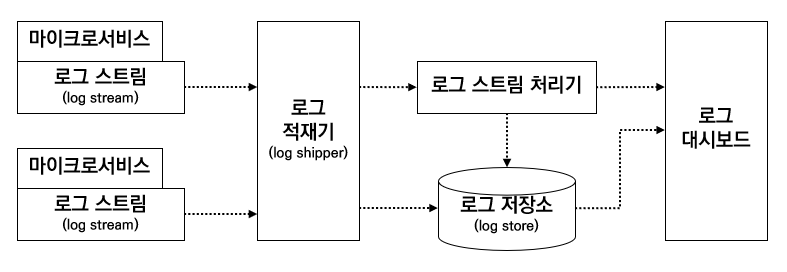 마이크로서비스
로그 스트림
(log stream)
마이크로서비스
로그 스트림
(log stream)
로그
적재기
(log shipper)
로그 스트림 처리기
로그 저장소
(log store)
로그
대시보드